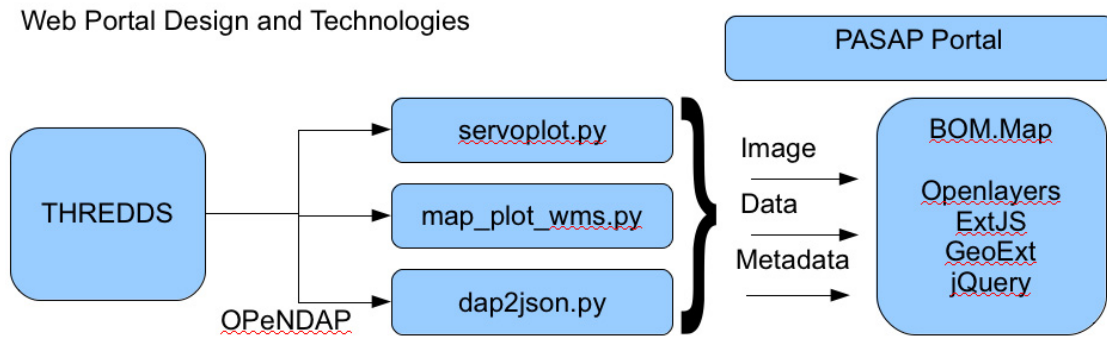 Web Portal Design and Technologies
PASAP Portal
THREDDS
OPeNDAP
servoplot.py
map_plot_wms.py
dap2json.py
Image
Data
Metadata
BOM.Map
Openlayers
ExtJS
GeoExt
jQuery